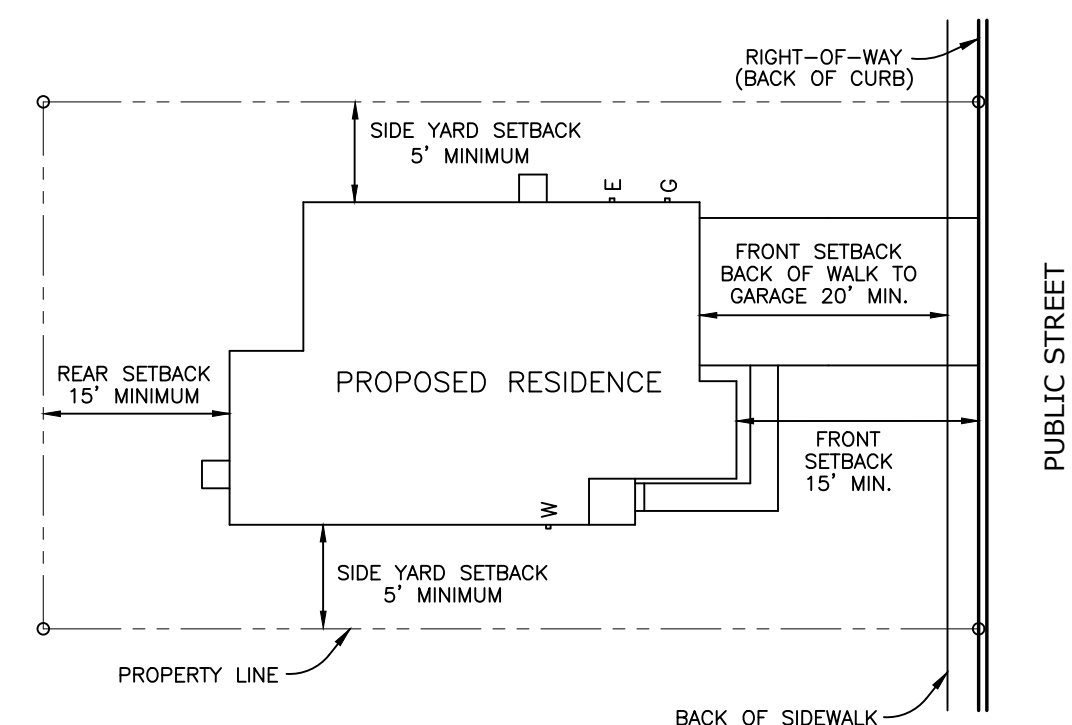 RIGHT-OF-WAY
(BACK OF CURB)
SIDE YARD SETBACK
5' MINIMUM
E
G
FRONT SETBACK
BACK OF WALK TO
GARAGE 20' MIN.
PUBLIC STREET
REAR SETBACK
15' MINIMUM
PROPOSED RESIDENCE
FRONT
SETBACK
15' MIN.
W
SIDE YARD SETBACK
5' MINIMUM
PROPERTY LINE
BACK OF SIDEWALK